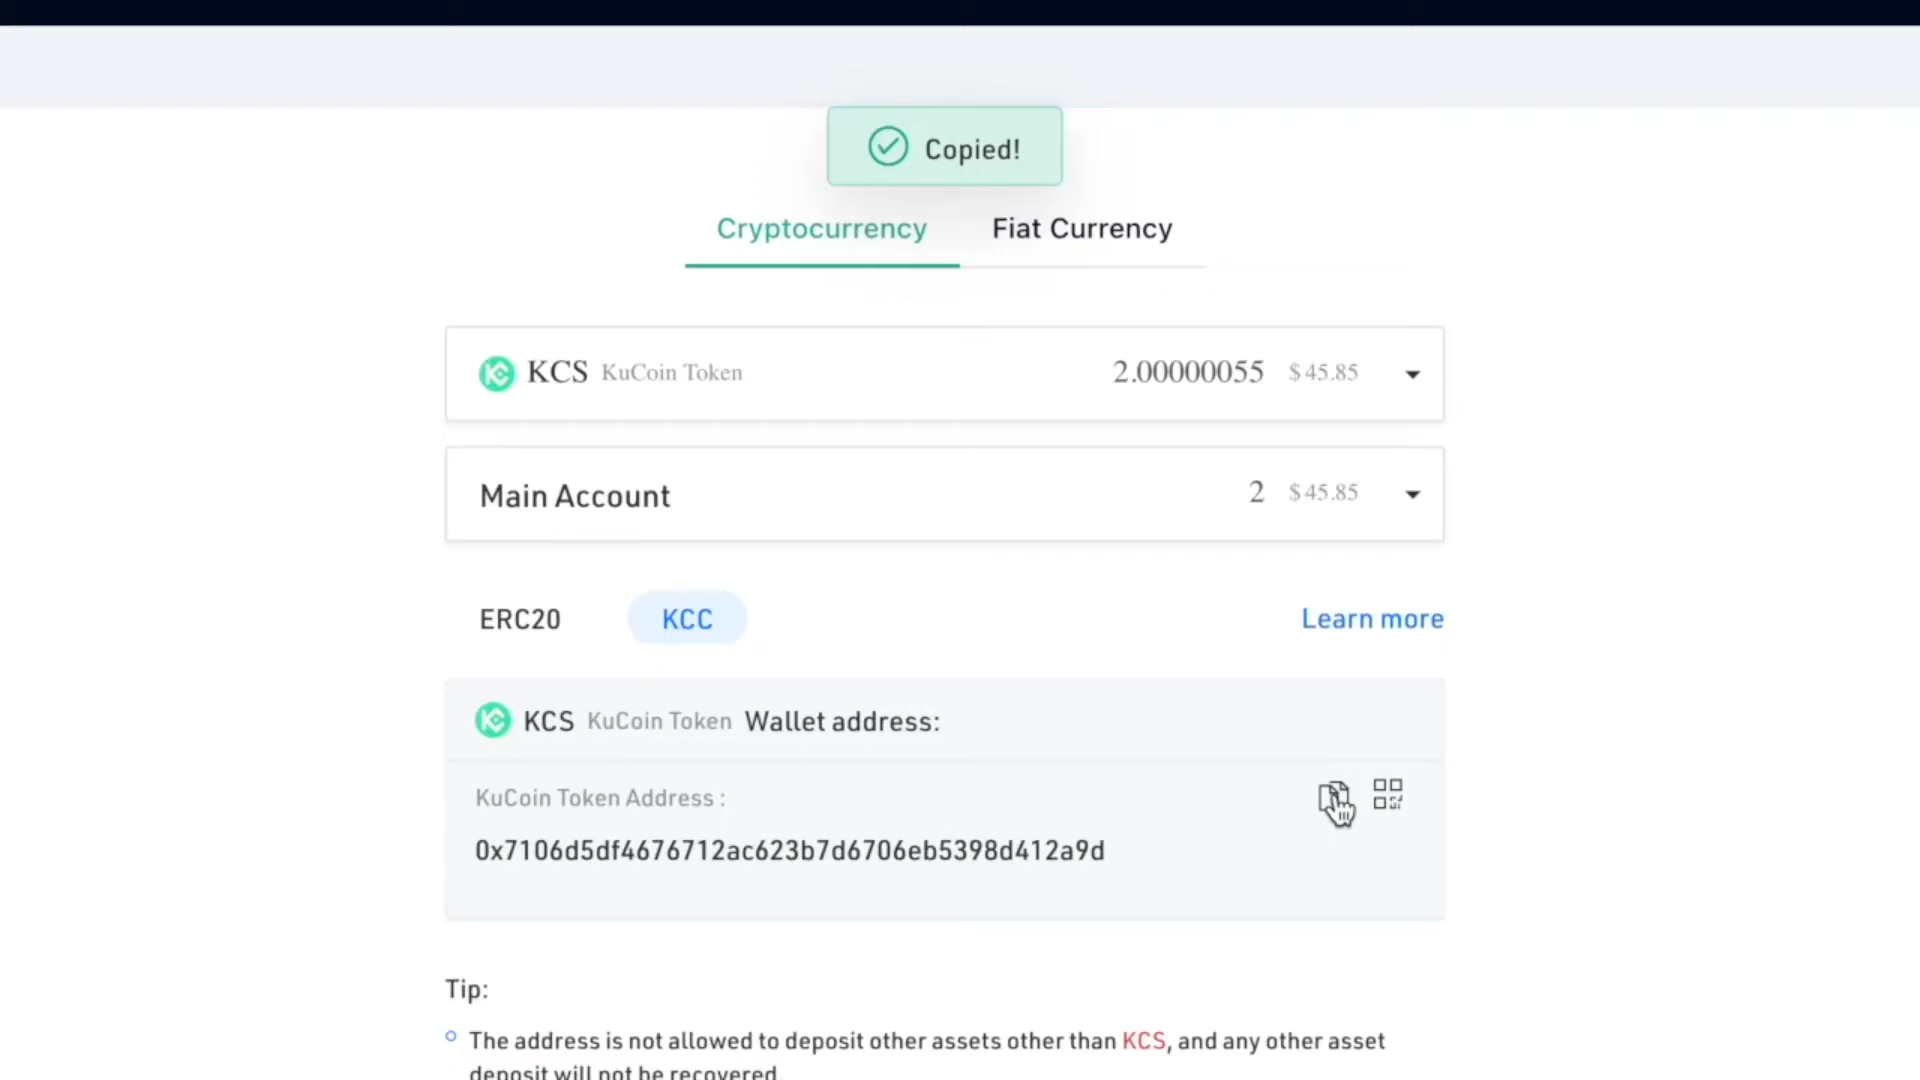 Copied!
Cryptocurrency Fiat Currency
KCS KuCoin Token 2.00000055 $45.85
Main Account 2 $45.85
ERC20 KCC Learn more
KCS KuCoin Token Wallet address:
KuCoin Token Address :
0x7106d5df4676712ac623b7d6706eb5398d412a9d
Tip:
The address is not allowed to deposit other assets other than KCS, and any other asset
deposit will not be recovered.